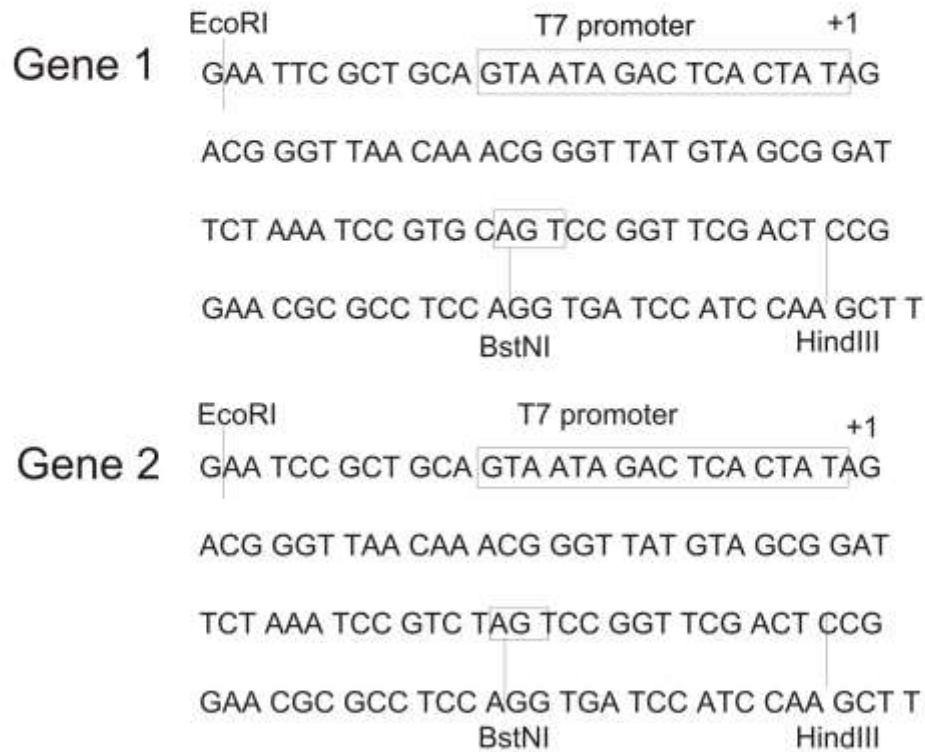 EcoRI T7 promoter +1
Gene 1 GAA TTC GCT GCA GTA ATA GAC TCA CTA TAG
ACG GGT TAA CAA ACG GGT TAT GTA GCG GAT
TCT AAA TCC GTG CAG TCC GGT TCG ACT CCG
GAA CGC GCC TCC AGG TGA TCC ATC CAA GCT T
BstNI HindIII
EcoRI T7 promoter +1
Gene 2 GAA TCC GCT GCA GTA ATA GAC TCA CTA TAG
ACG GGT TAA CAA ACG GGT TAT GTA GCG GAT
TCT AAA TCC GTC TAG TCC GGT TCG ACT CCG
GAA CGC GCC TCC AGG TGA TCC ATC CAA GCT T
BstNI HindIII